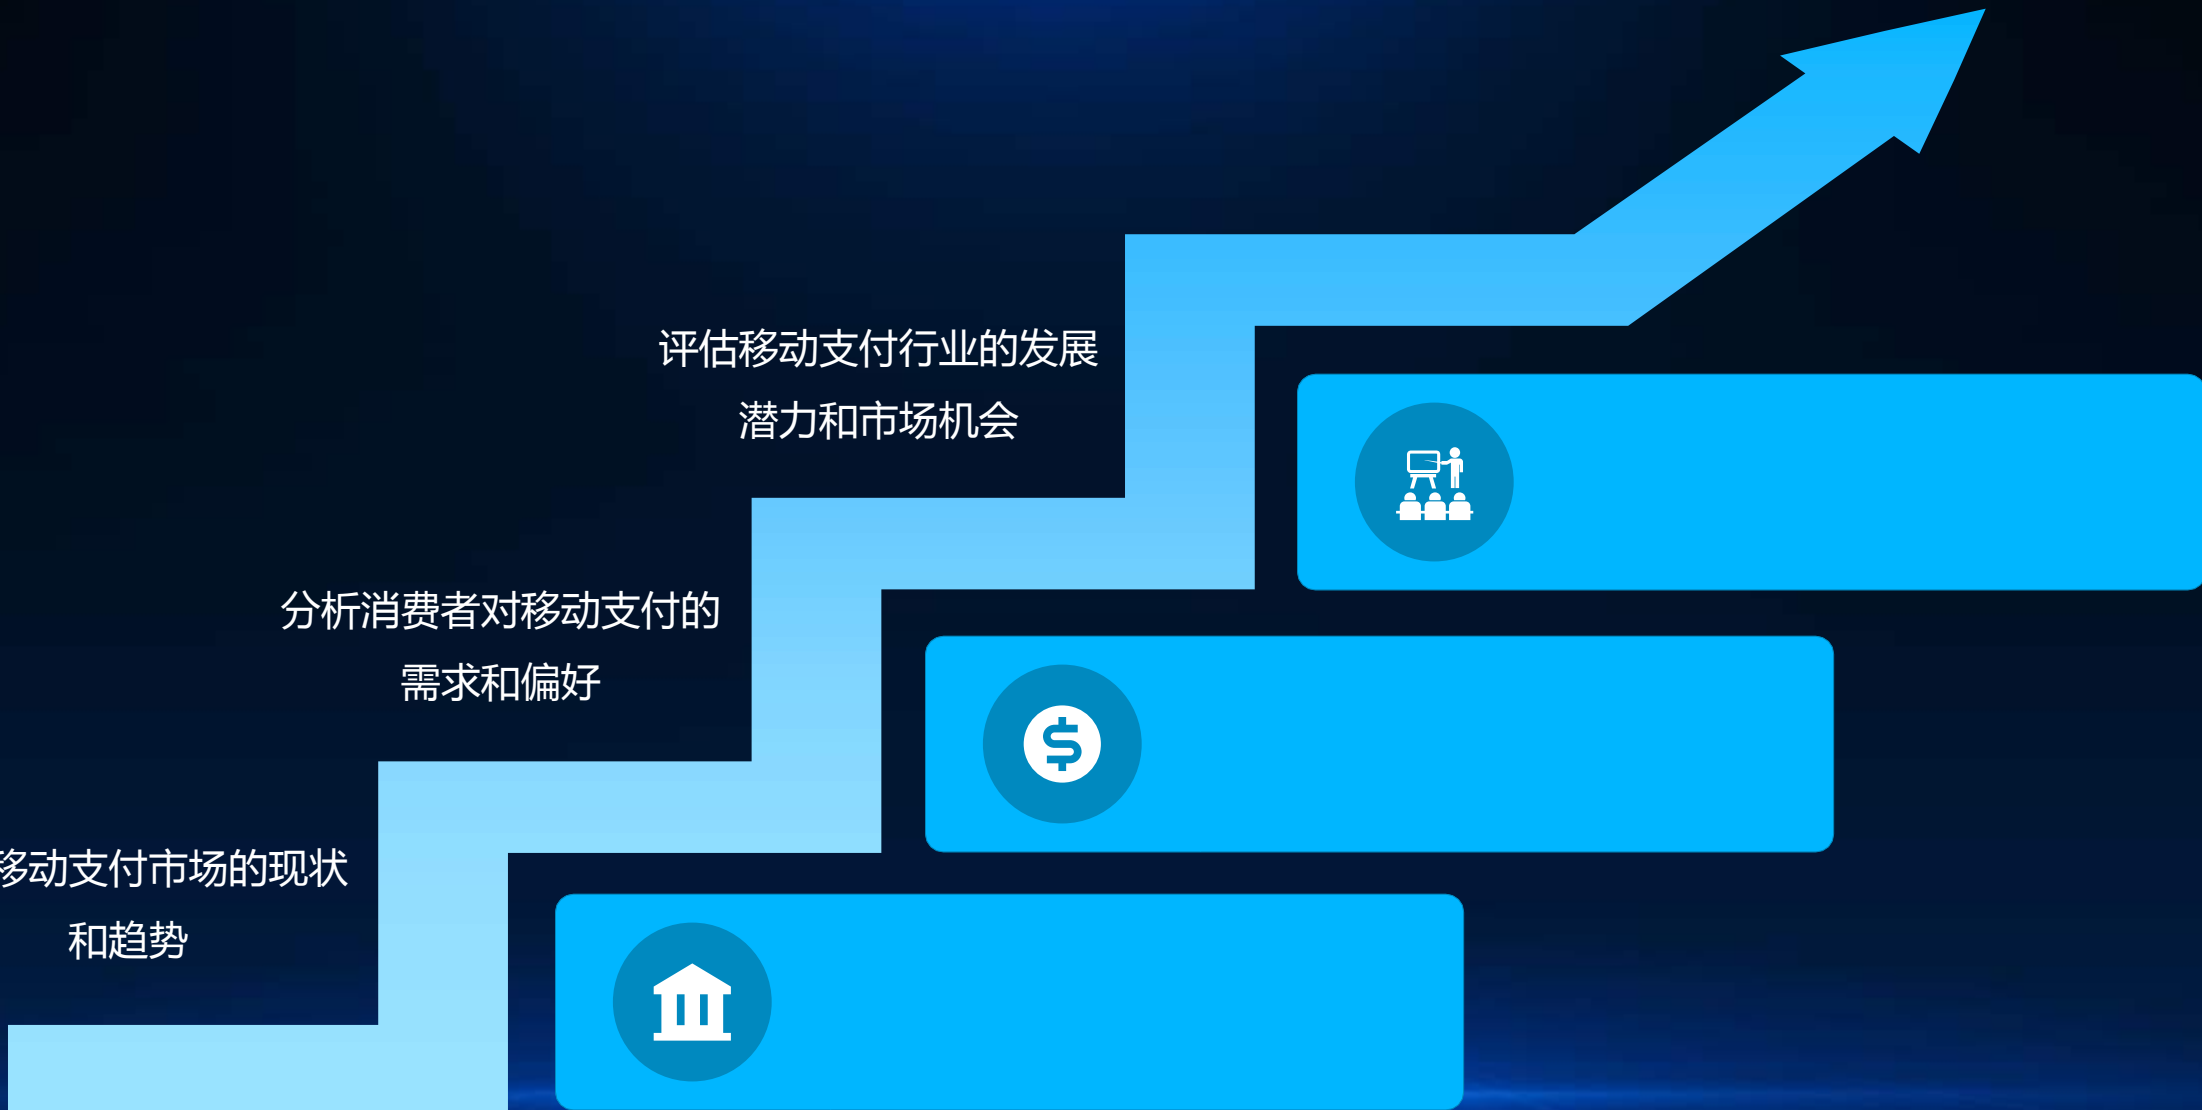 评估移动支付行业的发展
潜力和市场机会
分析消费者对移动支付的
需求和偏好
移动支付市场的现状
和趋势